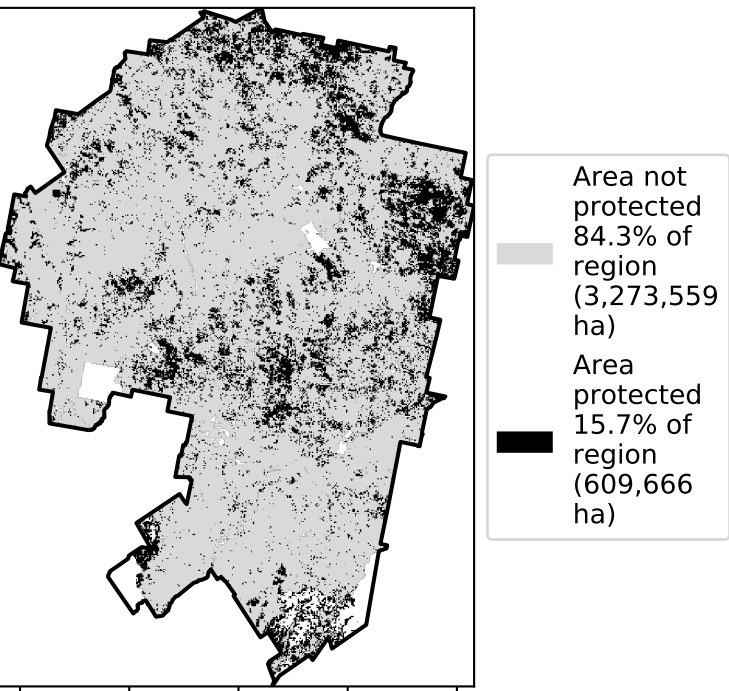 Area not
protected
84.3% of
region
(3,273,559
ha)
Area
protected
15.7% of
region
(609,666
ha)